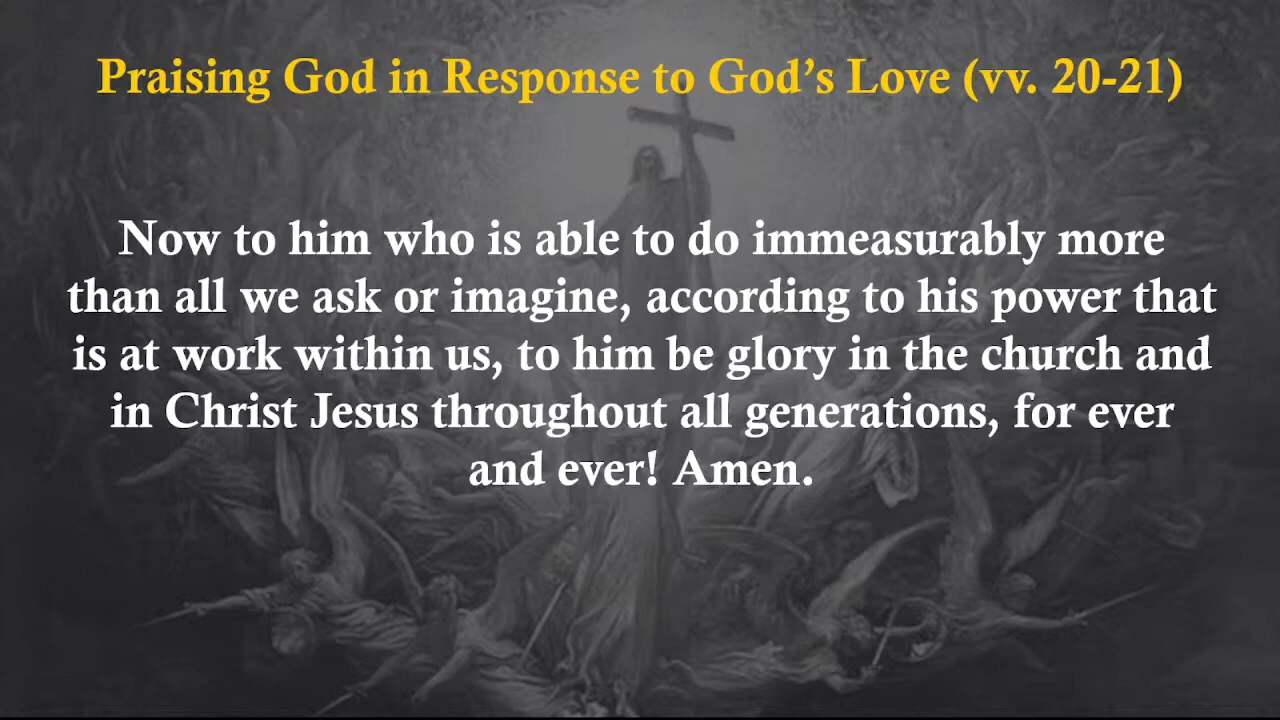 Praising God in Response to God’s Love (vv. 20-21)
Now to him who is able to do immeasurably more
than all we ask or imagine, according to his power that
is at work within us, to him be glory in the church and
in Christ Jesus throughout all generations, for ever
and ever! Amen.